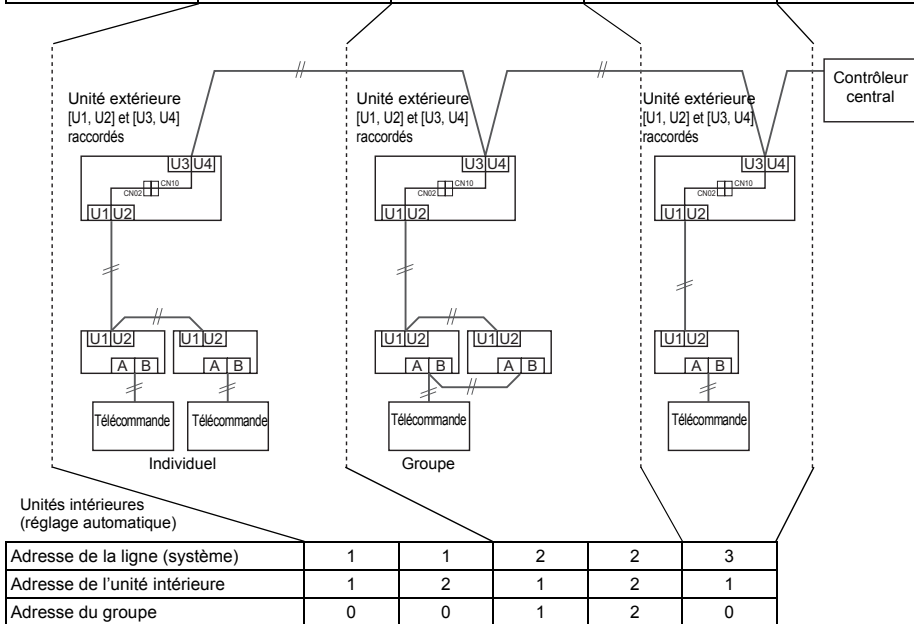 Contrôleur
central
Unité extérieure
[U1, U2] et [U3, U4]
raccordés
Unité extérieure
[U1, U2] et [U3, U4]
raccordés
Unité extérieure
[U1, U2] et [U3, U4]
raccordés
U3 U4 U3 U4 U3 U4
CN02 CN10 CN02 CN10 CN02 CN10
U1 U2 U1 U2 U1 U2
U1 U2 U1 U2 U1 U2 U1 U2 U1 U2
A B A B A B A B A B
Télécommande Télécommande Télécommande Télécommande
Individuel Groupe
Unités intérieures
(réglage automatique)
Adresse de la ligne (système) 1 1 2 2 3
Adresse de l’unité intérieure 1 2 1 2 1
Adresse du groupe 0 0 1 2 0